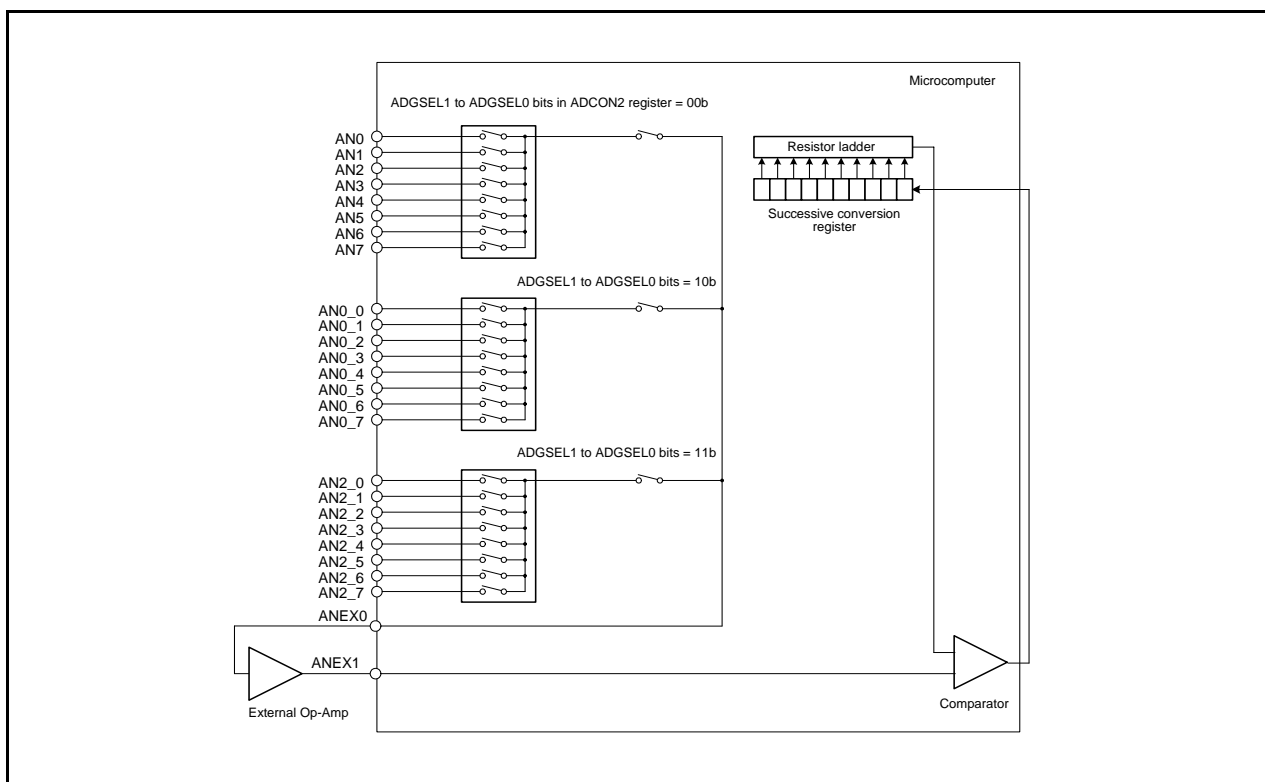 Microcomputer
ADGSEL1 to ADGSEL0 bits in ADCON2 register = 00b
AN0
AN1
AN2
AN3
AN4
AN5
AN6
AN7
Resistor ladder
Successive conversion
register
ADGSEL1 to ADGSEL0 bits = 10b
AN0_0
AN0_1
AN0_2
AN0_3
AN0_4
AN0_5
AN0_6
AN0_7
ADGSEL1 to ADGSEL0 bits = 11b
AN2_0
AN2_1
AN2_2
AN2_3
AN2_4
AN2_5
AN2_6
AN2_7
ANEX0
ANEX1
External Op-Amp
Comparator